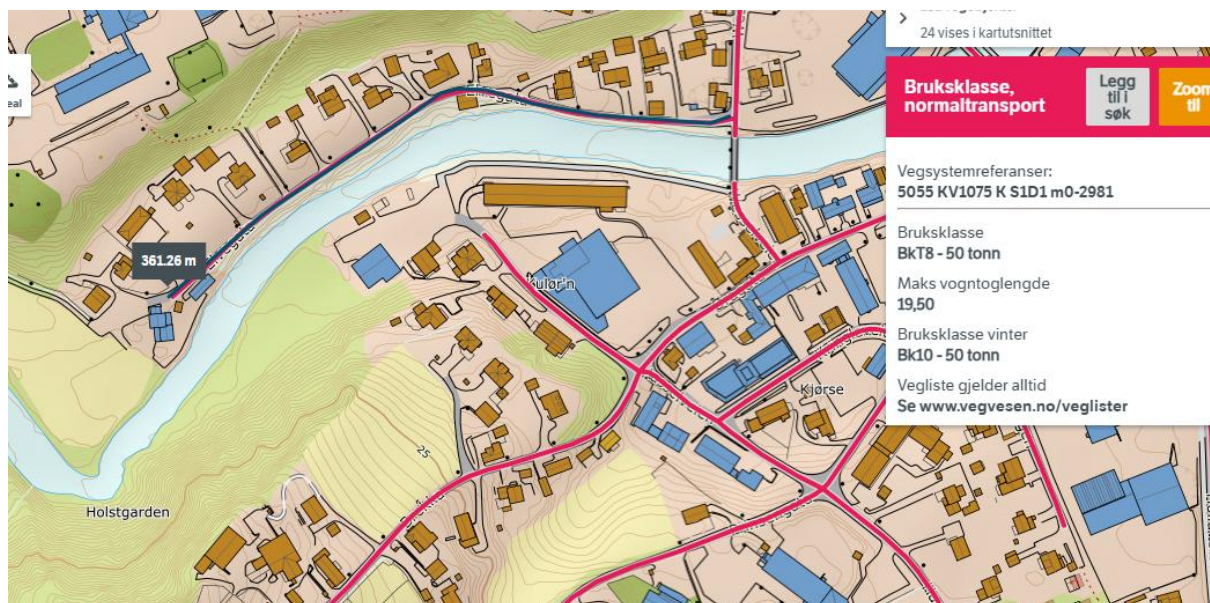 24 vises i kartutsnittet
Bruksklasse,
normaltransport
Legg
til i
søk
Zoom
til
Vegsystemreferanser:
5055 KV1075 K S1D1 m0-2981
Bruksklasse
BkT8 - 50 tonn
Maks vogntoglengde
19,50
Bruksklasse vinter
Bk10 - 50 tonn
Vegliste gjelder alltid
Se www.vegvesen.no/veglister
eal
361.26 m
Kulør'n
Kjørse
25
Holstgarden